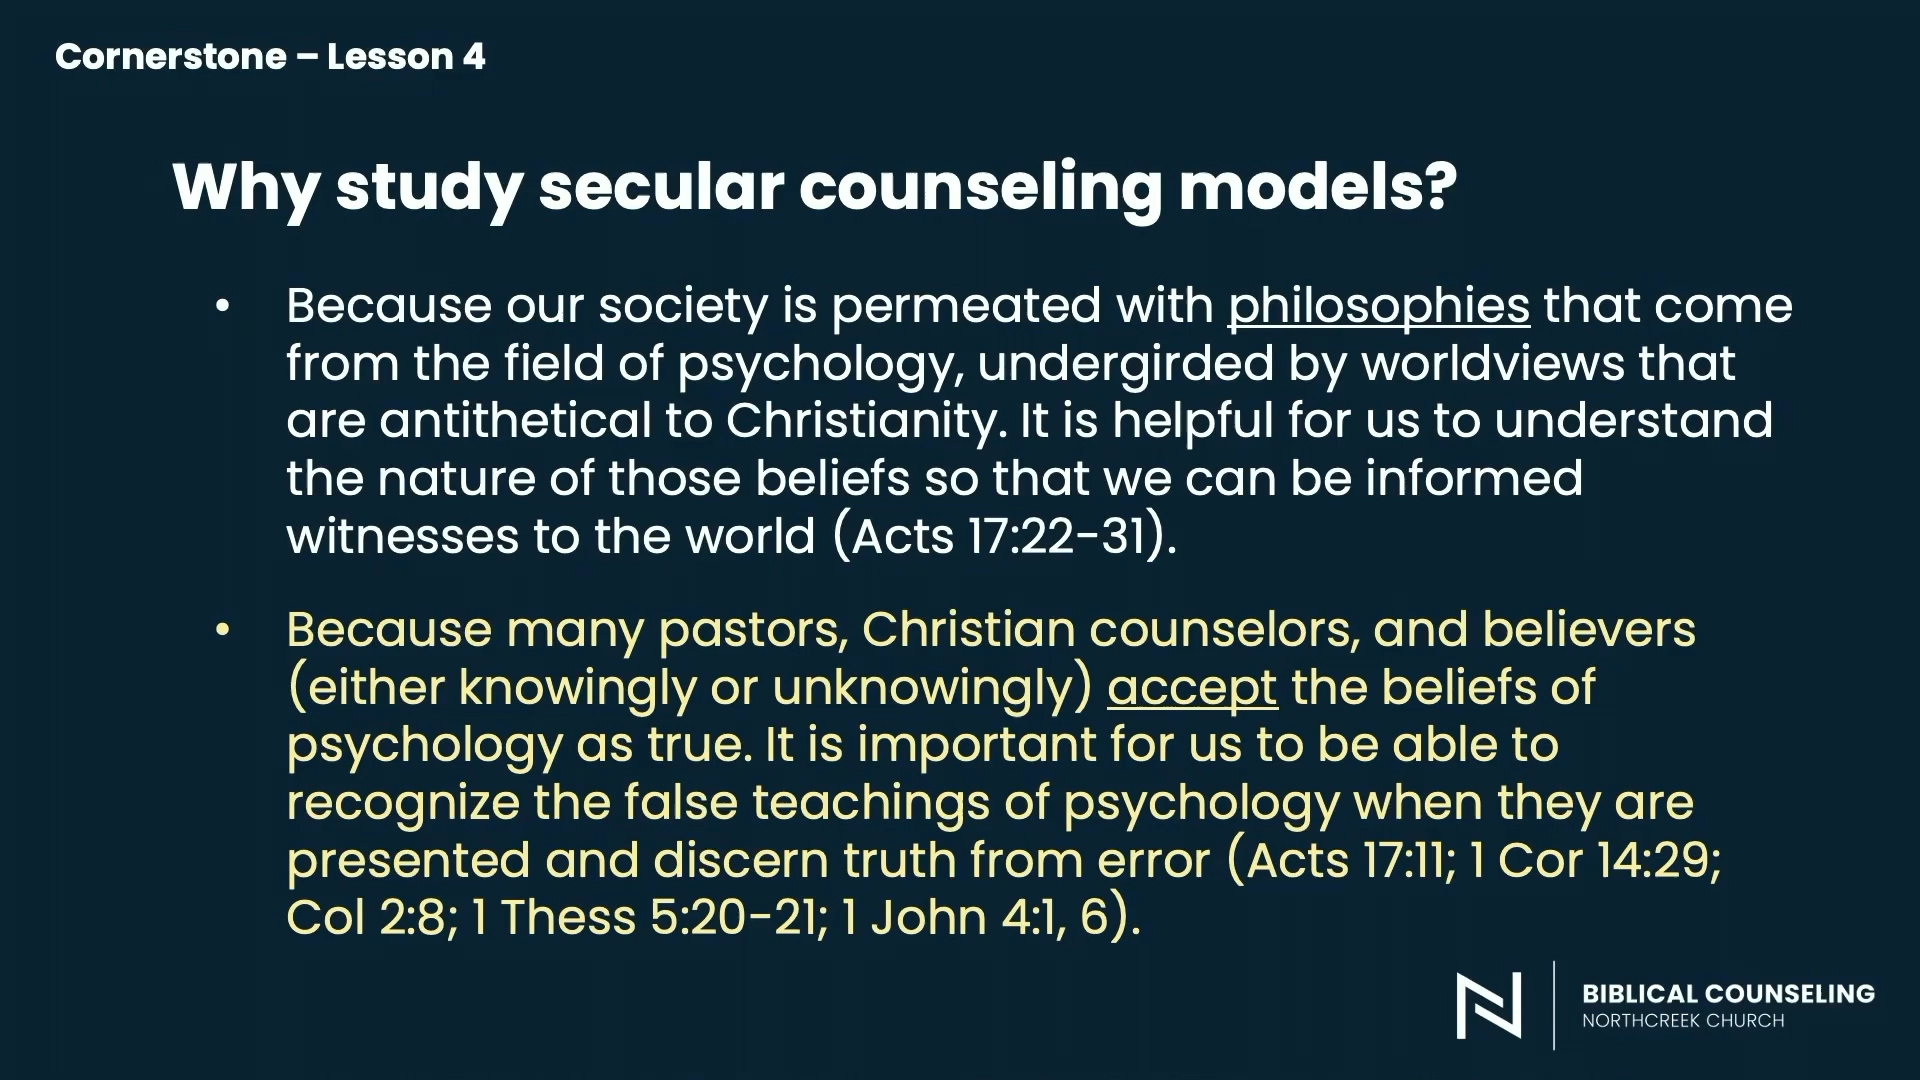 Cornerstone – Lesson 4
Why study secular counseling models?
• Because our society is permeated with philosophies that come
from the field of psychology, undergirded by worldviews that
are antithetical to Christianity. It is helpful for us to understand
the nature of those beliefs so that we can be informed
witnesses to the world (Acts 17:22-31).
• Because many pastors, Christian counselors, and believers
(either knowingly or unknowingly) accept the beliefs of
psychology as true. It is important for us to be able to
recognize the false teachings of psychology when they are
presented and discern truth from error (Acts 17:11; 1 Cor 14:29;
Col 2:8; 1 Thess 5:20-21; 1 John 4:1, 6).
BIBLICAL COUNSELING
NORTHCREEK CHURCH